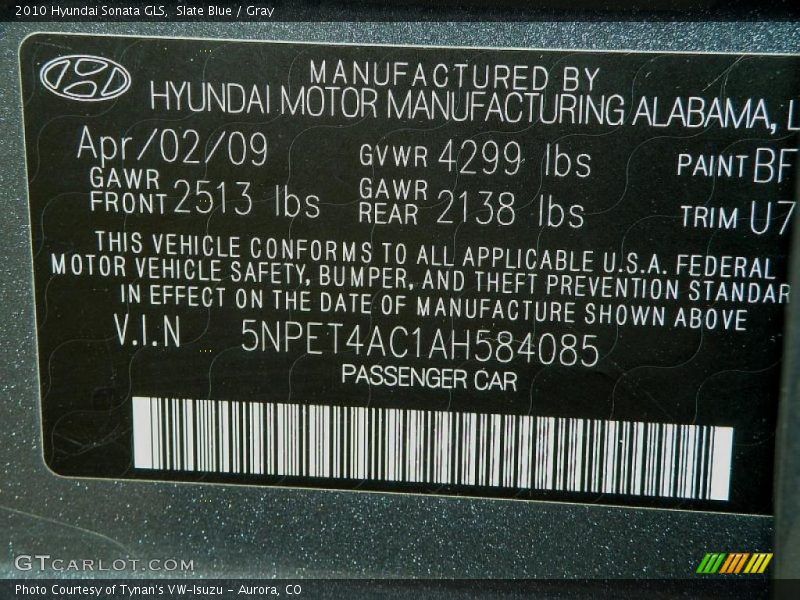 2010 Hyundai Sonata GLS, Slate Blue / Gray
MANUFACTURED BY
HYUNDAI MOTOR MANUFACTURING ALABAMA, L
Apr/02/09 GVWR 4299 lbs PAINT BF
GAWR FRONT 2513 lbs GAWR REAR 2138 lbs TRIM U7
THIS VEHICLE CONFORMS TO ALL APPLICABLE U.S.A. FEDERAL
MOTOR VEHICLE SAFETY, BUMPER, AND THEFT PREVENTION STANDAR
IN EFFECT ON THE DATE OF MANUFACTURE SHOWN ABOVE
V.I.N 5NPET4AC1AH584085
PASSENGER CAR
GTCARLOT.COM
Photo Courtesy of Tynan's VW-Isuzu - Aurora, CO